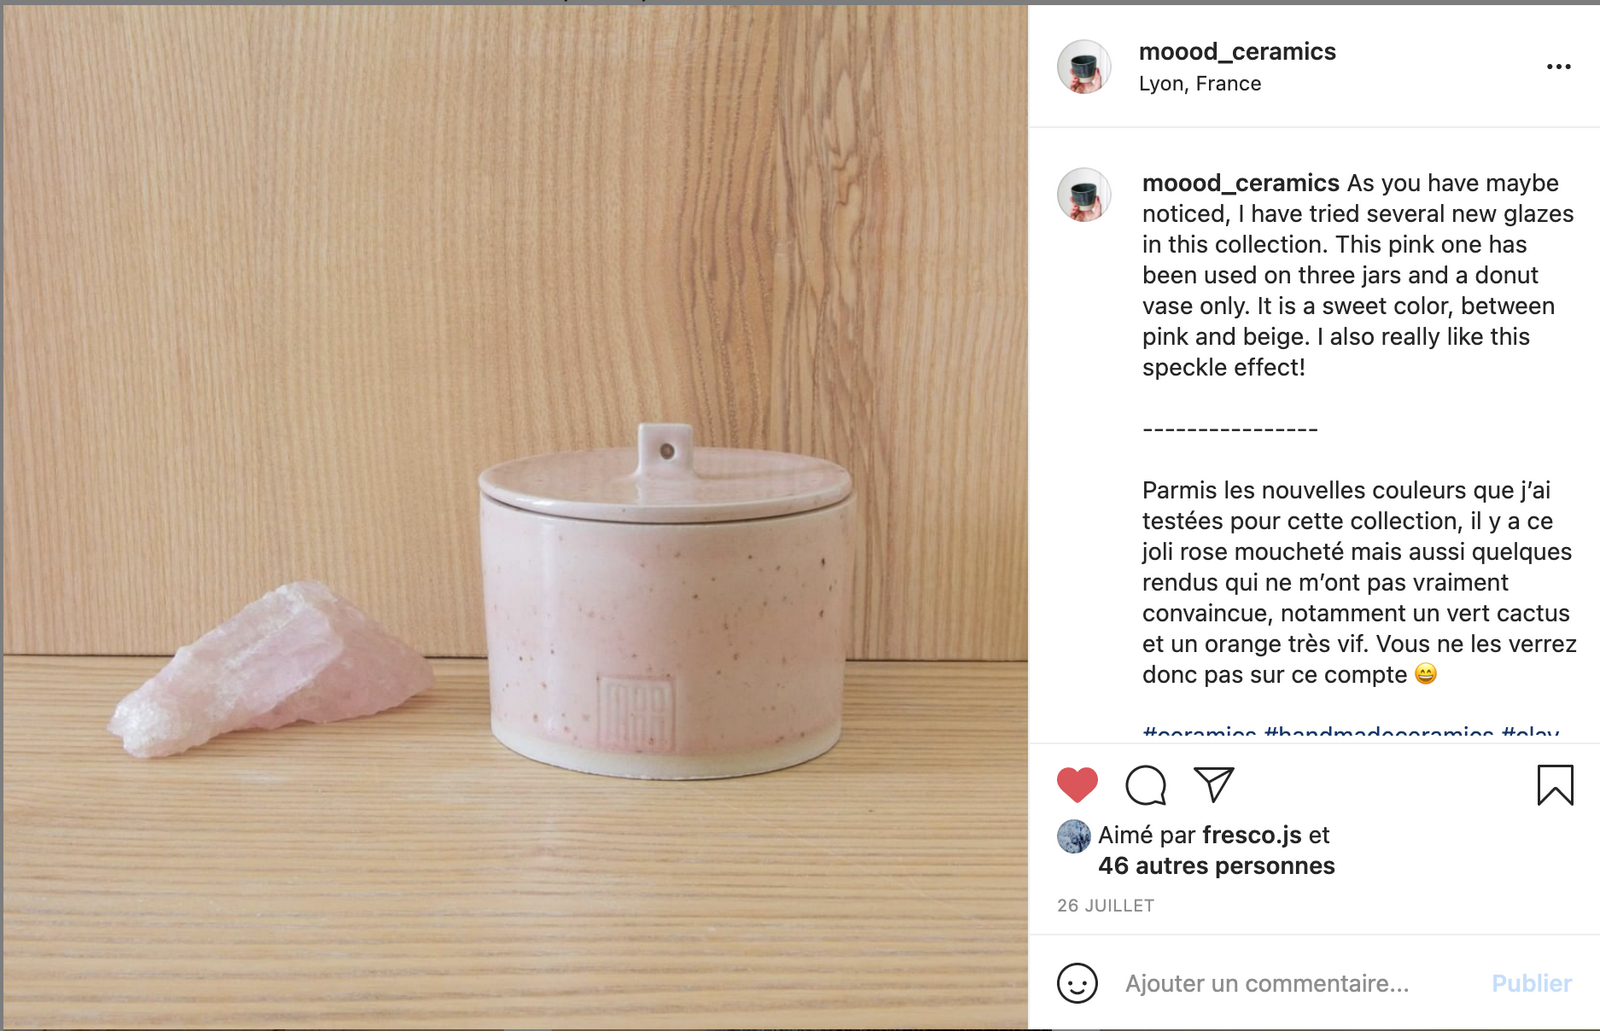 moood_ceramics
Lyon, France
moood_ceramics As you have maybe
noticed, I have tried several new glazes
in this collection. This pink one has
been used on three jars and a donut
vase only. It is a sweet color, between
pink and beige. I also really like this
speckle effect!
----------------
Parmis les nouvelles couleurs que j’ai
testées pour cette collection, il y a ce
joli rose moucheté mais aussi quelques
rendus qui ne m’ont pas vraiment
convaincue, notamment un vert cactus
et un orange très vif. Vous ne les verrez
donc pas sur ce compte 😄
#ceramics #handmadeceramics #clay
Aimé par fresco.js et
46 autres personnes
26 JUILLET
Ajouter un commentaire...
Publier